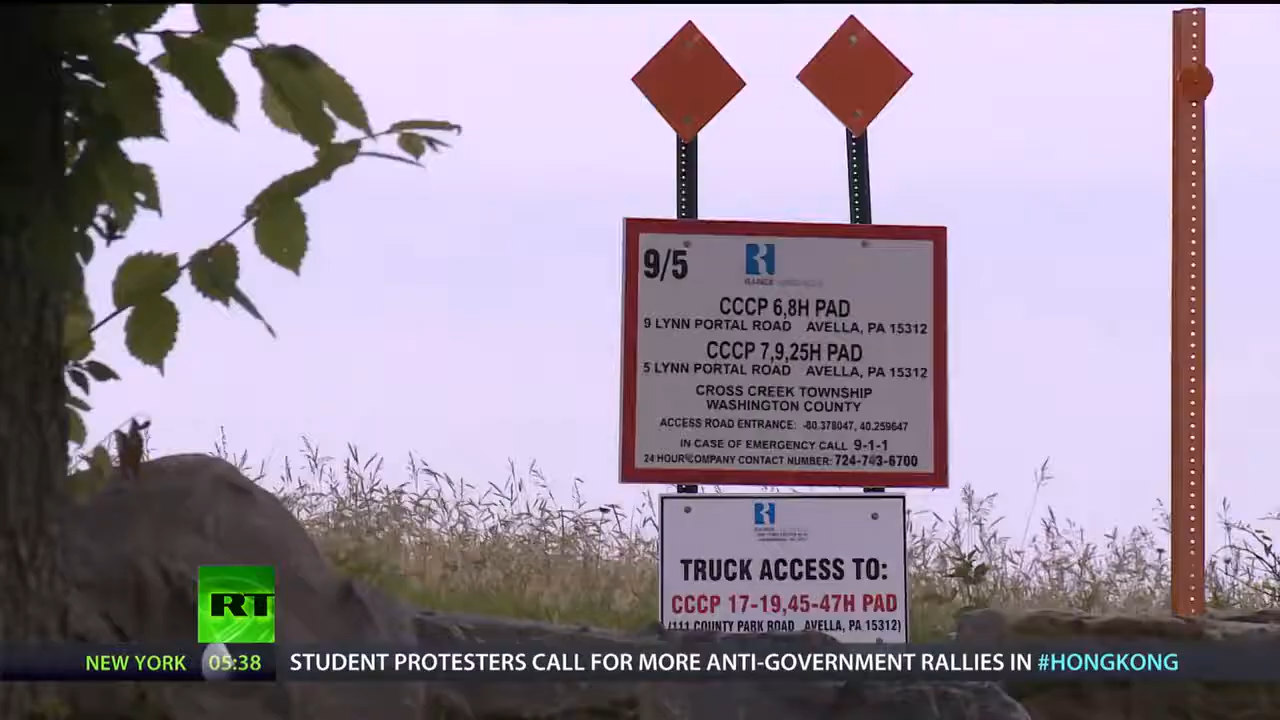 9/5
CCCP 6,8H PAD
9 LYNN PORTAL ROAD AVELLA, PA 15312
CCCP 7,9,25H PAD
5 LYNN PORTAL ROAD AVELLA, PA 15312
CROSS CREEK TOWNSHIP
WASHINGTON COUNTY
ACCESS ROAD ENTRANCE: -80.378047, 40.259647
IN CASE OF EMERGENCY CALL 9-1-1
24 HOUR COMPANY CONTACT NUMBER: 724-743-6700
TRUCK ACCESS TO:
CCCP 17-19,45-47H PAD
(111 COUNTY PARK ROAD AVELLA, PA 15312)
RT
NEW YORK 05:38 STUDENT PROTESTERS CALL FOR MORE ANTI-GOVERNMENT RALLIES IN #HONGKONG